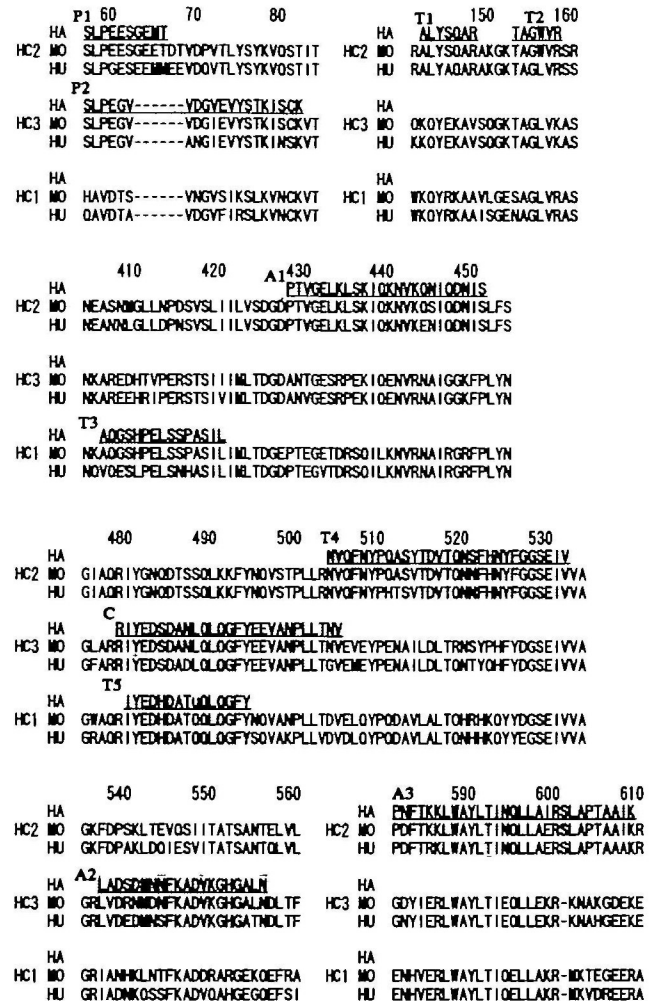 P1 60 70 80 T1 150 T2 160
HA SLPEESGEMT HA ALYSQAR TAGWVR
HC2 MO SLPEESGEETDTVDPVTLYSYKVQSTIT HC2 MO RALYSQARAKGKTAGWVRSR
HU SLPGESEEMMEEVDQVTLYSYKVQSTIT HU RALYAQARAKGKTAGLVRSS
P2
HA SLPEGV------VDGVEVYSTKISCK HA
HC3 MO SLPEGV------VDGIEVYSTKISCKVT HC3 MO QKQYEKAVSQGKTAGLVKAS
HU SLPEGV------ANGIEVYSTKINSKVT HU KKQYEKAVSQGKTAGLVKAS
HA HA
HC1 MO HAVDTS------VNGVSIKSLKVNCKVT HC1 MO WKQYRKAAVLGESAGLVRAS
HU QAVDTA------VDGVFIRSLKVNCKVT HU WKQYRKAAISGENAGLVRAS
410 420 A1 430 440 450
HA PTVGELKLSKIQKNVKQNIQDNIS
HC2 MO NEASNMGLLNPDSVSLIILVSDGDPTVGELKLSKIQKNVKQSIQDNISLFS
HU NEANNLGLLDPNSVSLIILVSDGDPTVGELKLSKIQKNVKENIQDNISLFS
HA
HC3 MO NKAREDHTVPERSTSIIIMLTDGDANTGESRPEKIQENVRNAIGGKFPLYN
HU NKAREEHRIPERSTSIVIMLTDGDANVGESRPEKIQENVRNAIGGKFPLYN
T3
HA AQGSHPELSSPASIL
HC1 MO NKAQGSHPELSSPASILIMLTDGEPTEGETDRSQILKNVRNAIRGRFPLYN
HU NQVQESLPELSNHASILIMLTDGDPTEGVTDRSQILKNVRNAIRGRFPLYN
480 490 500 T4 510 520 530
HA NVQFNYPQASYTDVTQNSFHNYFGGSEIV
HC2 MO GIAQRIYGNQDTSSQLKKFYNQVSTPLLRNVQFNYPQASVTDVTQNNFHNYFGGSEIVVA
HU GIAQRIYGNQDTSSQLKKFYNQVSTPLLRNVQFNYPHTSVTDVTQNNFHNYFGGSEIVVA
C
HA RIYEDSDANLQLQGFYEEVANPLLTNV
HC3 MO GLARRIYEDSDANLQLQGFYEEVANPLLTNVEVEYPENAILDLTRNSYPHFYDGSEIVVA
HU GFARRIYEDSDADLQLQGFYEEVANPLLTGVEMEYPENAILDLTQNTYQHFYDGSEIVVA
T5
HA IYEDHDATuQLQGFY
HC1 MO GWAQRIYEDHDATQQLQGFYNQVANPLLTDVELQYPQDAVLALTQHRHKQYYDGSEIVVA
HU GRAQRIYEDHDATQQLQGFYSQVAKPLLVDVDLQYPQDAVLALTQNHHKQYYEGSEIVVA
540 550 560 A3 590 600 610
HA HA PNFTKKLWAYLTINQLLAIRSLAPTAAIK
HC2 MO GKFDPSKLTEVQSIITATSANTELVL HC2 MO PDFTKKLWAYLTINQLLAERSLAPTAAIKR
HU GKFDPAKLDQIESVITATSANTQLVL HU PDFTRKLWAYLTINQLLAERSLAPTAAAKR
A2
HA LADSDMNNFKADVKGHGALN HA
HC3 MO GRLVDRNMDNFKADVKGHGALNDLTF HC3 MO GDYIERLWAYLTIEQLLEKR-KNAKGDEKE
HU GRLVDEDMNSFKADVKGHGATNDLTF HU GNYIERLWAYLTIEQLLEKR-KNAHGEEKE
HA HA
HC1 MO GRIANHKLNTFKADDRARGEKQEFRA HC1 MO ENHVERLWAYLTIQELLAKR-MKTEGEERA
HU GRIADNKQSSFKADVQAHGEGQEFSI HU ENHVERLWAYLTIQELLAKR-MKVDREERA